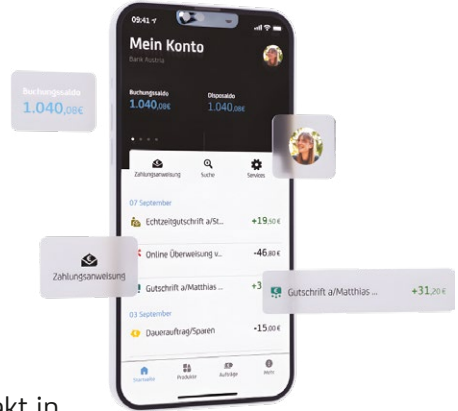 09:41
Mein Konto
Bank Austria
Buchungssaldo
1.040,08€
Disposaldo
1.040,08€
Buchungssaldo
1.040,08€
Zahlungsanweisung
Suche
Services
07 September
Echtzeitgutschrift a/St...
+19,50 €
Online Überweisung v...
-46,80 €
Gutschrift a/Matthias ...
+3
Zahlungsanweisung
Gutschrift a/Matthias ...
+31,20 €
03 September
Dauerauftrag/Sparen
-15,00 €
Startseite
Produkte
Aufträge
Mehr
kt in